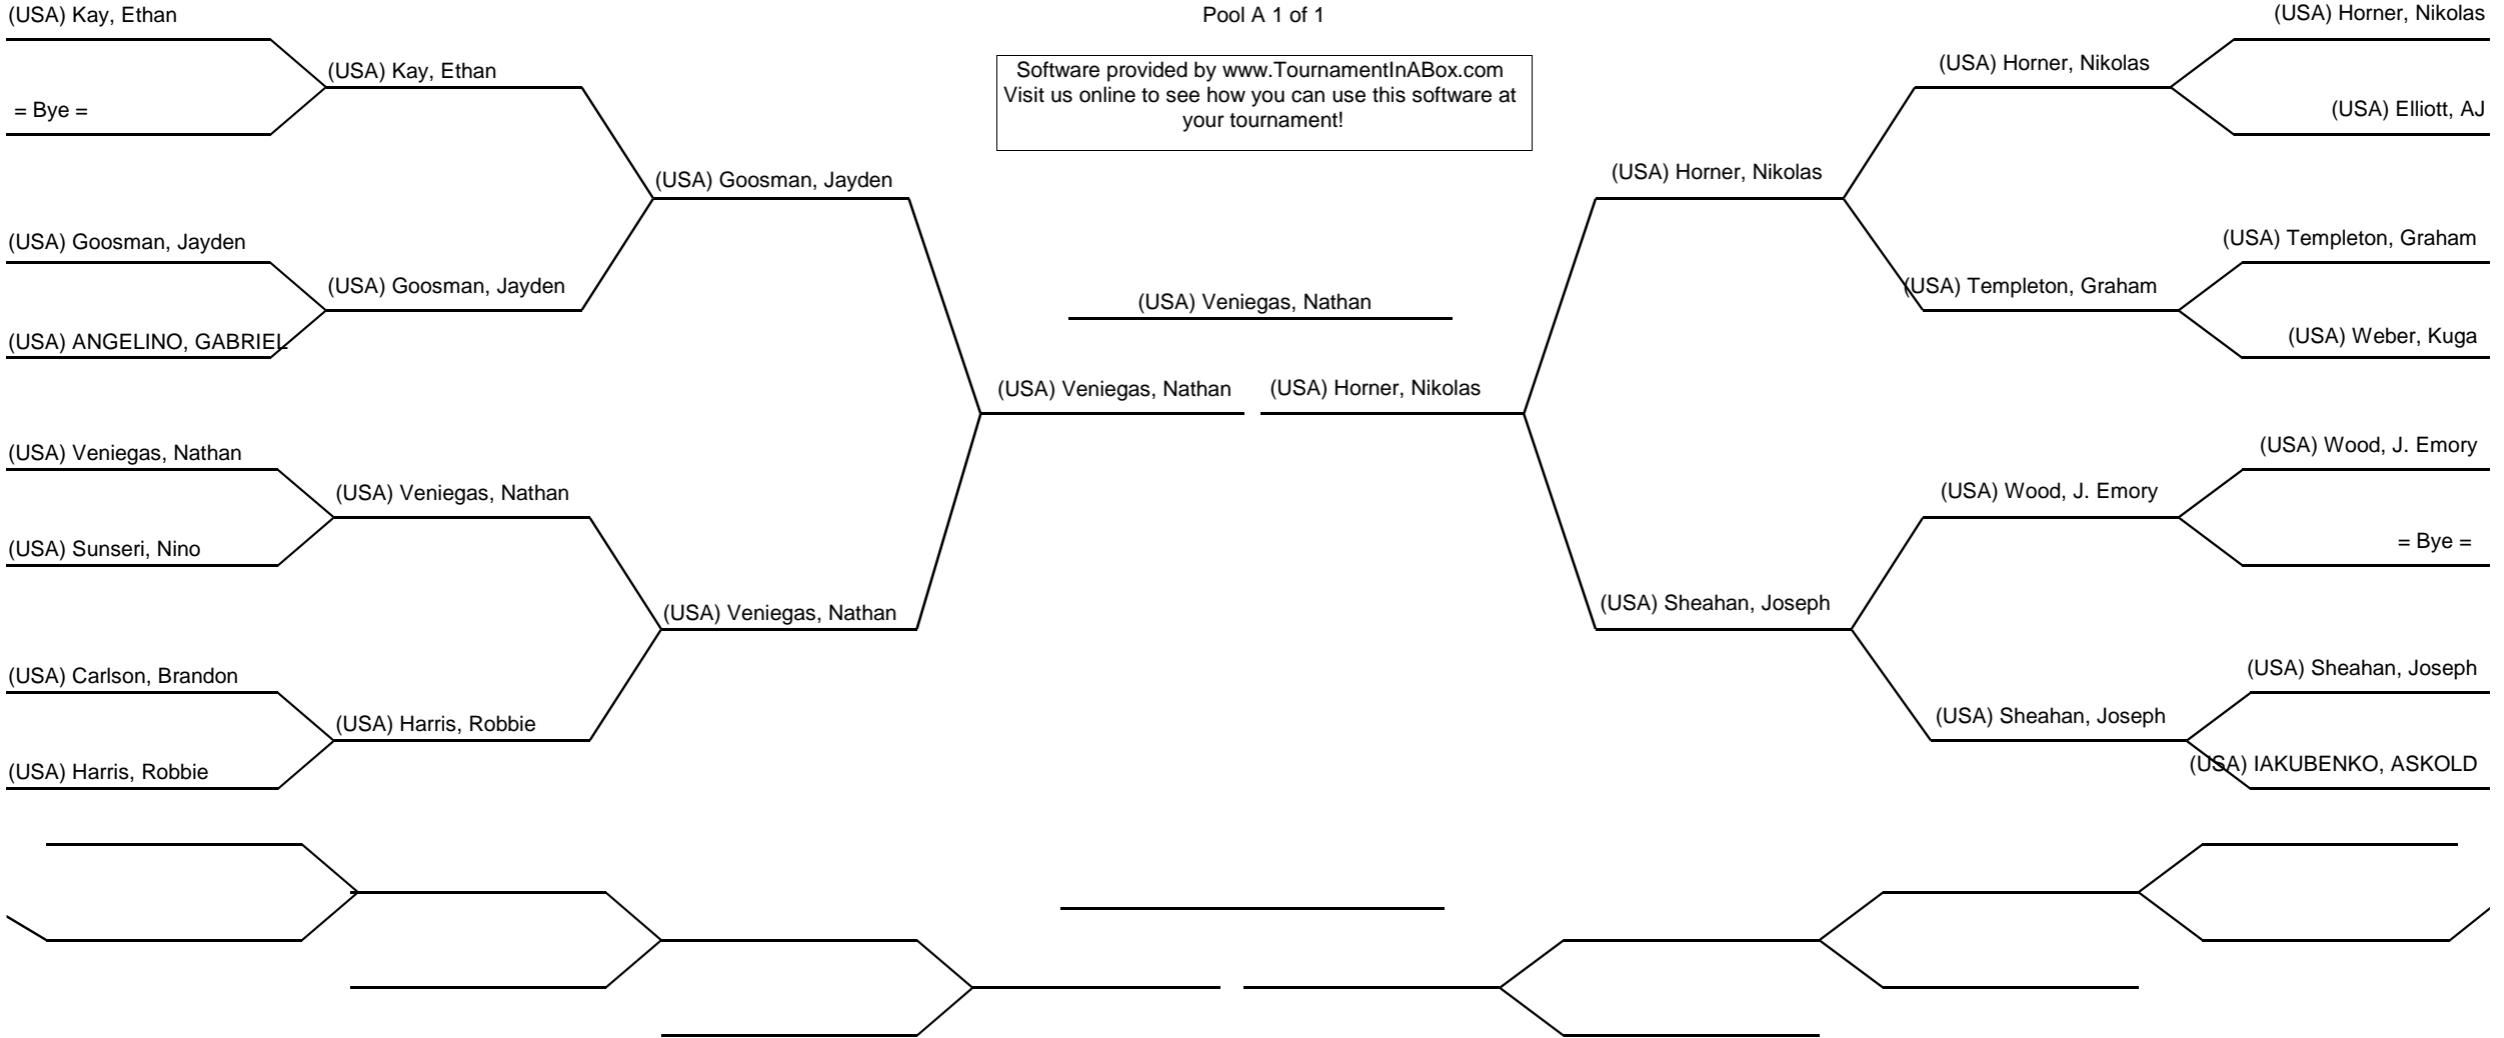 (USA) Kay, Ethan
= Bye =
(USA) Goosman, Jayden
(USA) ANGELINO, GABRIEL
(USA) Veniegas, Nathan
(USA) Sunseri, Nino
(USA) Carlson, Brandon
(USA) Harris, Robbie
(USA) Kay, Ethan
(USA) Goosman, Jayden
(USA) Veniegas, Nathan
(USA) Harris, Robbie
(USA) Goosman, Jayden
(USA) Veniegas, Nathan
Pool A 1 of 1
Software provided by www.TournamentInABox.com
Visit us online to see how you can use this software at
your tournament!
(USA) Veniegas, Nathan
(USA) Veniegas, Nathan
(USA) Horner, Nikolas
(USA) Horner, Nikolas
(USA) Sheahan, Joseph
(USA) Horner, Nikolas
(USA) Templeton, Graham
(USA) Wood, J. Emory
(USA) Sheahan, Joseph
(USA) Horner, Nikolas
(USA) Elliott, AJ
(USA) Templeton, Graham
(USA) Weber, Kuga
(USA) Wood, J. Emory
= Bye =
(USA) Sheahan, Joseph
(USA) IAKUBENKO, ASKOLD